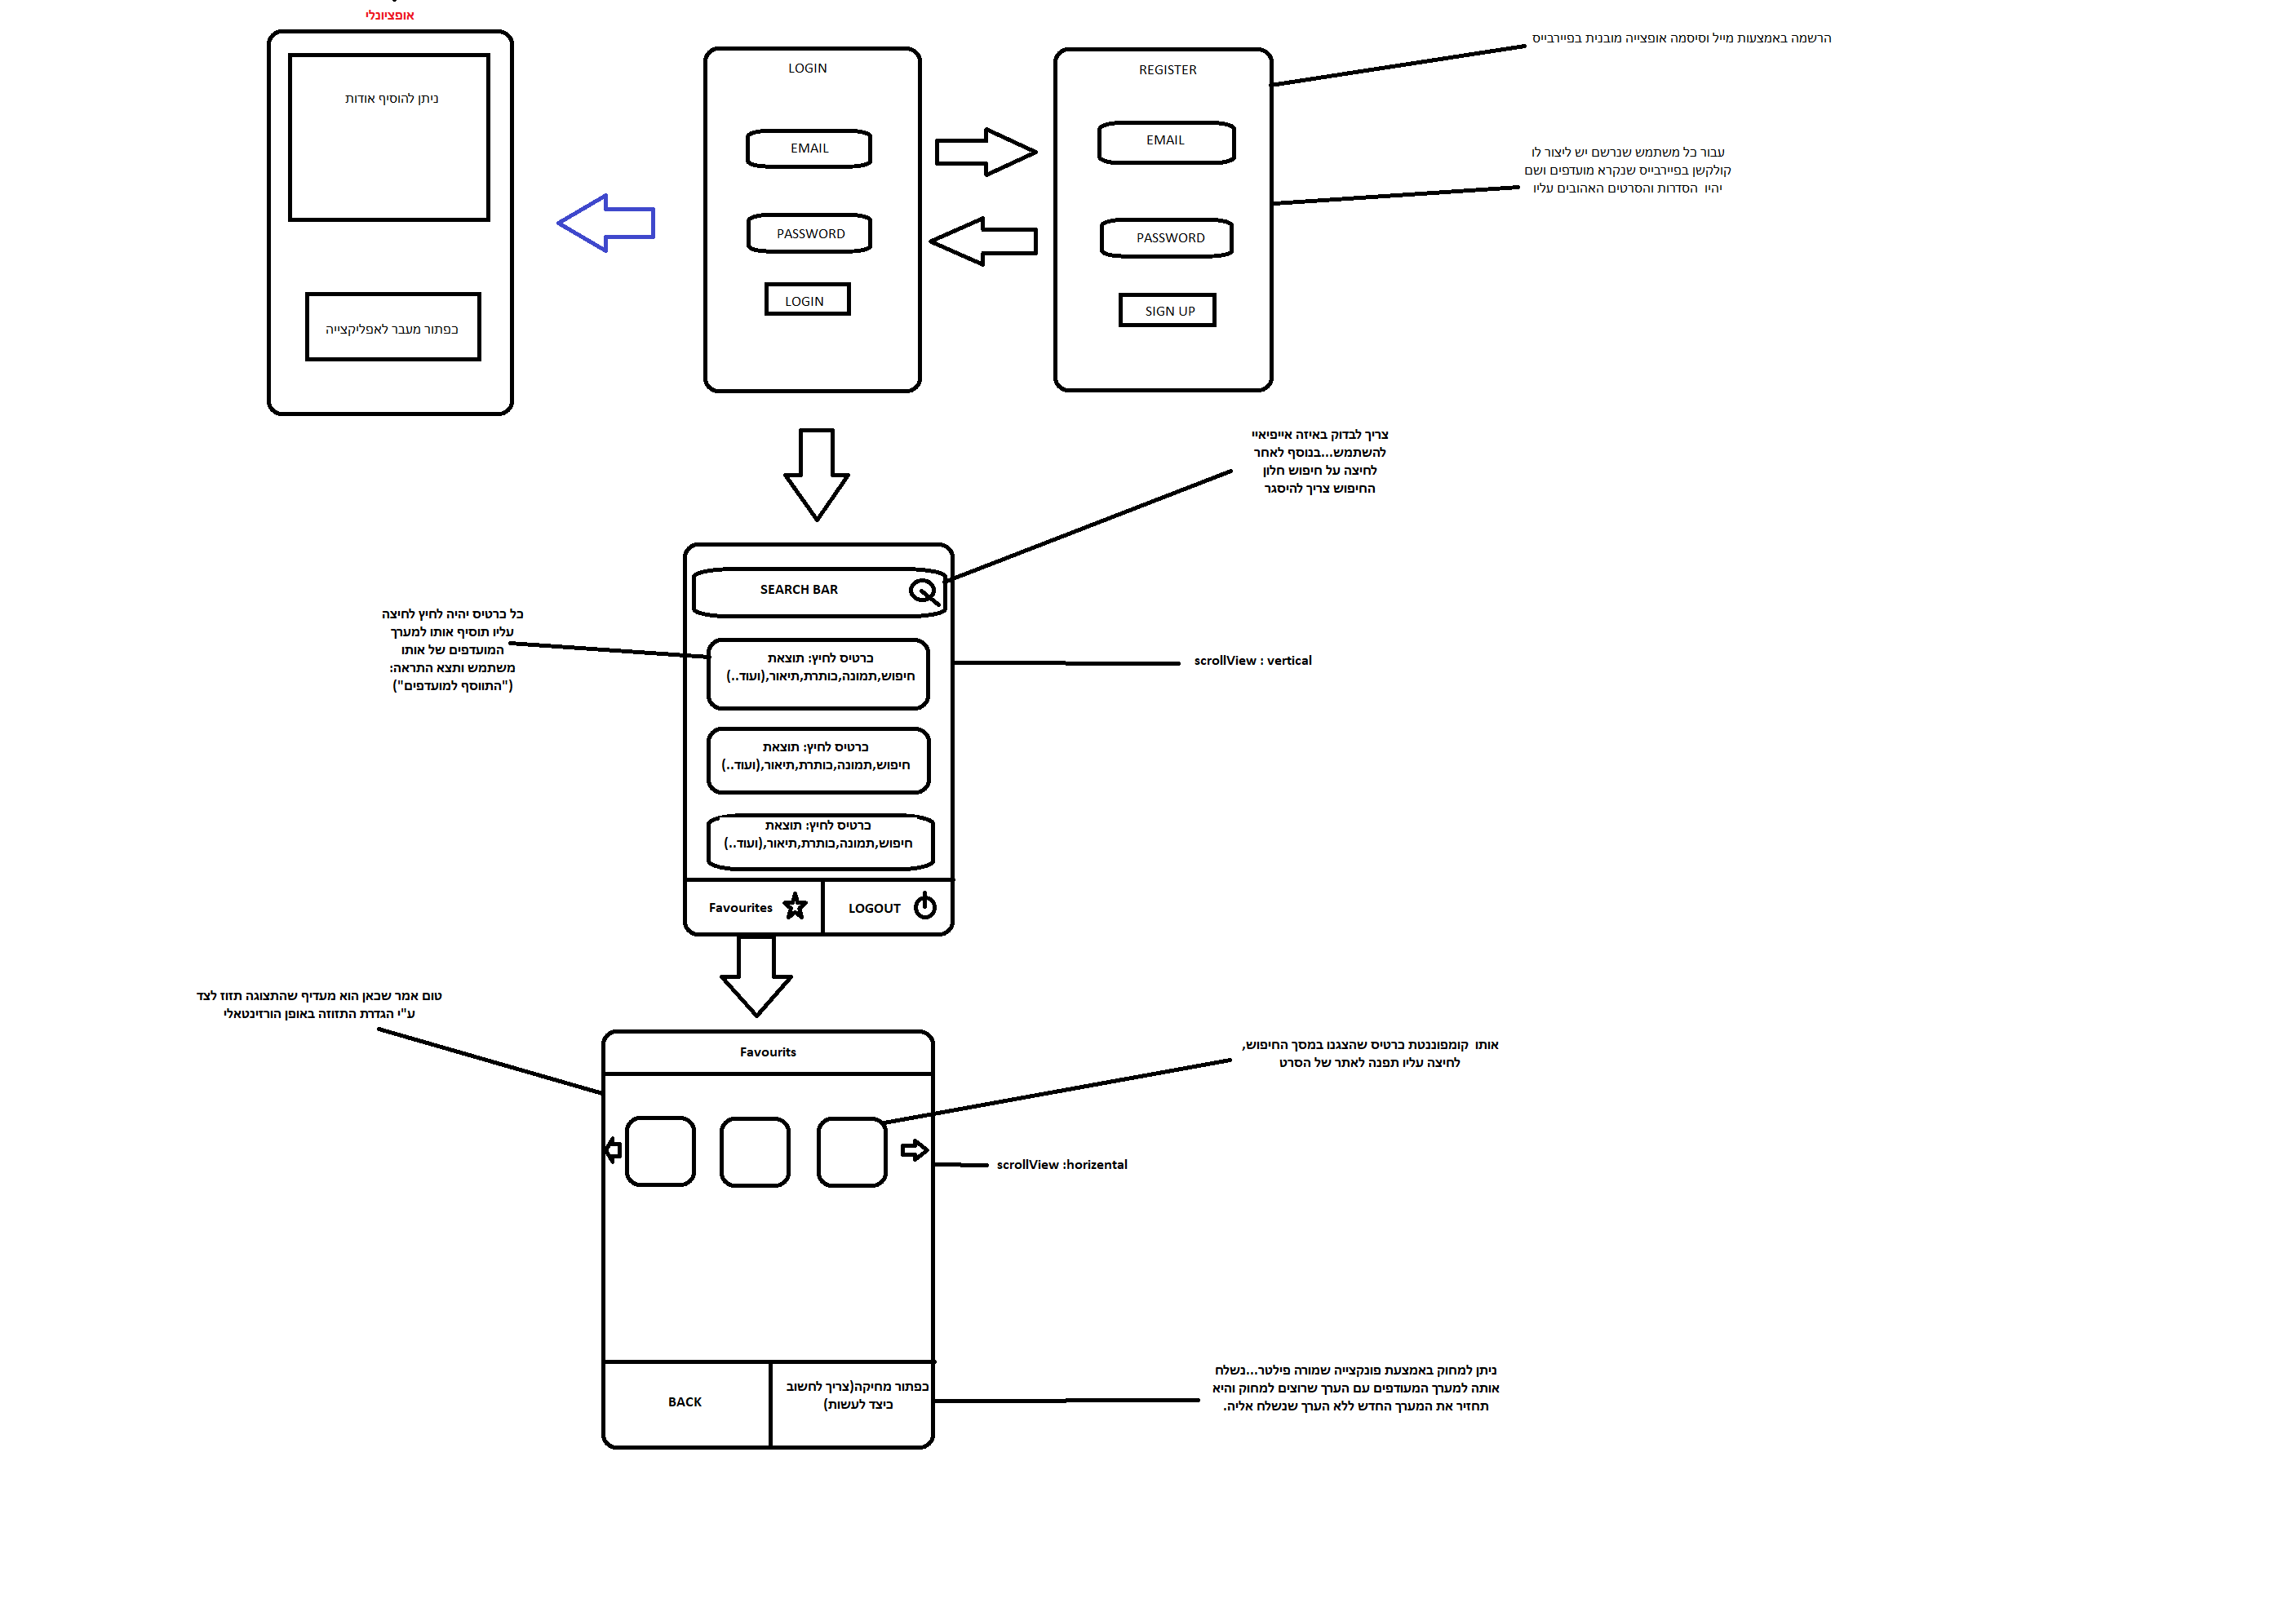 אופציונלי
ניתן להוסיף אודות
כפתור מעבר לאפליקצייה
LOGIN
EMAIL
PASSWORD
LOGIN
REGISTER
EMAIL
PASSWORD
SIGN UP
הרשמה באמצעות מייל וסיסמה אופצייה מובנית בפיירבייס
עבור כל משתמש שנרשם יש ליצור לו
קולקשן בפיירבייס שנקרא מועדפים ושם
יהיו  הסדרות והסרטים האהובים עליו
צריך לבדוק באיזה אייפיאיי
להשתמש...בנוסף לאחר
לחיצה על חיפוש חלון
החיפוש צריך להיסגר
SEARCH BAR
כל כרטיס יהיה לחיץ לחיצה
עליו תוסיף אותו למערך
המועדפים של אותו
משתמש ותצא התראה:
("התווסף למועדפים")
כרטיס לחיץ: תוצאת
חיפוש,תמונה,כותרת,תיאור,(ועוד..)
scrollView : vertical
כרטיס לחיץ: תוצאת
חיפוש,תמונה,כותרת,תיאור,(ועוד..)
כרטיס לחיץ: תוצאת
חיפוש,תמונה,כותרת,תיאור,(ועוד..)
Favourites
LOGOUT
טום אמר שכאן הוא מעדיף שהתצוגה תזוז לצד
ע"י הגדרת התזוזה באופן הורזינטאלי
Favourits
אותו  קומפוננטת כרטיס שהצגנו במסך החיפוש,
לחיצה עליו תפנה לאתר של הסרט
scrollView :horizental
BACK
כפתור מחיקה(צריך לחשוב
כיצד לעשות)
ניתן למחוק באמצעת פונקצייה שמורה פילטר...נשלח
אותה למערך המעודפים עם הערך שרוצים למחוק והיא
תחזיר את המערך החדש ללא הערך שנשלח אליה.